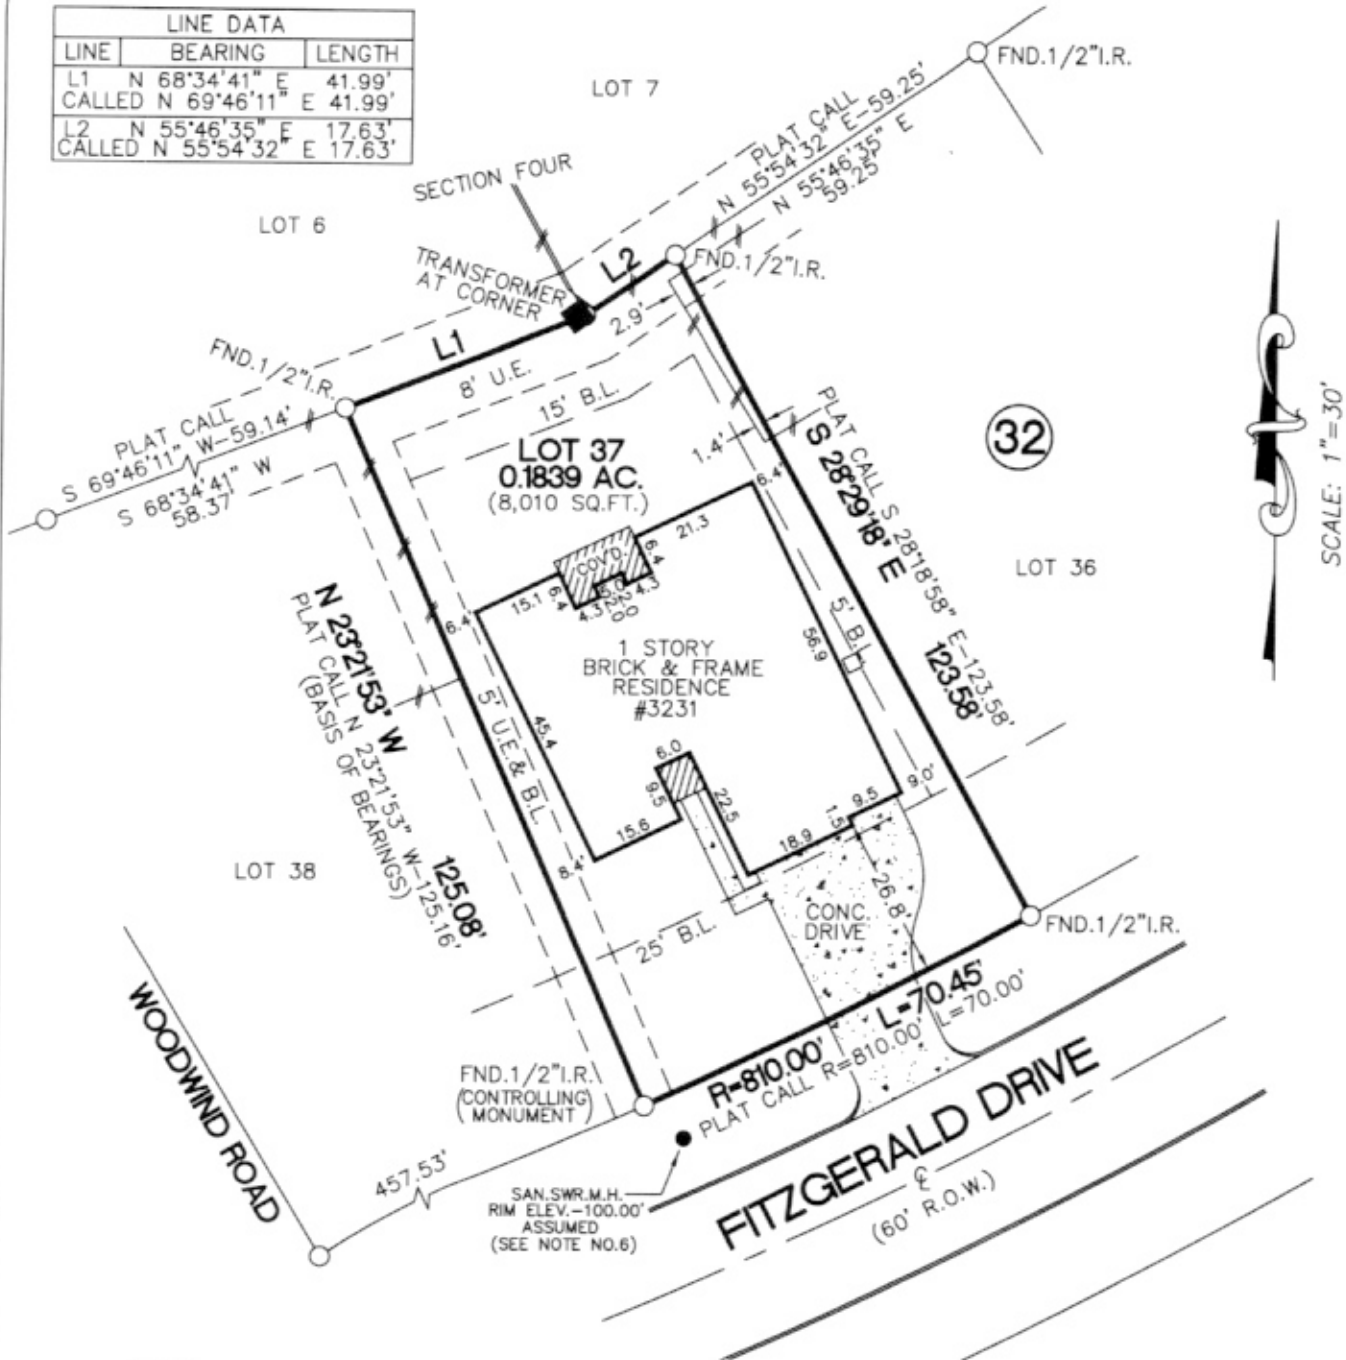 LINE DATA
LINE BEARING LENGTH
L1 N 68°34'41" E 41.99'
CALLED N 69°46'11" E 41.99'
L2 N 55°46'35" E 17.63'
CALLED N 55°54'32" E 17.63'
LOT 7
FND.1/2"I.R.
PLAT CALL
N 55°54'32" E-59.25'
N 55°46'35" E
59.25'
SECTION FOUR
LOT 6
TRANSFORMER
AT CORNER
L2
FND.1/2"I.R.
2.9'
L1
FND.1/2"I.R.
8' U.E.
15' B.L.
PLAT CALL
S 69°46'11" W-59.14'
S 68°34'41" W
58.37'
LOT 37
0.1839 AC.
(8,010 SQ.FT.)
1.4'
6.4'
32
SCALE: 1"=30'
S 28°29'18" E
123.58'
PLAT CALL S 28°18'58" E-123.58'
LOT 36
21.3
COV'D.
6.4
4.3
5.0
2.0
2.0
4.3
6.4
15.1
6.4'
5' B.L.
56.9
1 STORY
BRICK & FRAME
RESIDENCE
#3231
N 23°21'53" W
125.08'
PLAT CALL N 23°21'53" W-125.16'
(BASIS OF BEARINGS)
45.4
5' U.E.& B.L.
6.0
9.5
22.5
15.6
8.4'
18.9
1.5
9.5
9.0'
LOT 38
25' B.L.
26.8'
CONC.
DRIVE
FND.1/2"I.R.
L=70.45'
R=810.00'
PLAT CALL R=810.00' L=70.00'
FND.1/2"I.R.
(CONTROLLING
MONUMENT)
WOODWIND ROAD
457.53'
SAN.SWR.M.H.
RIM ELEV.-100.00'
ASSUMED
(SEE NOTE NO.6)
FITZGERALD DRIVE
℄
(60' R.O.W.)